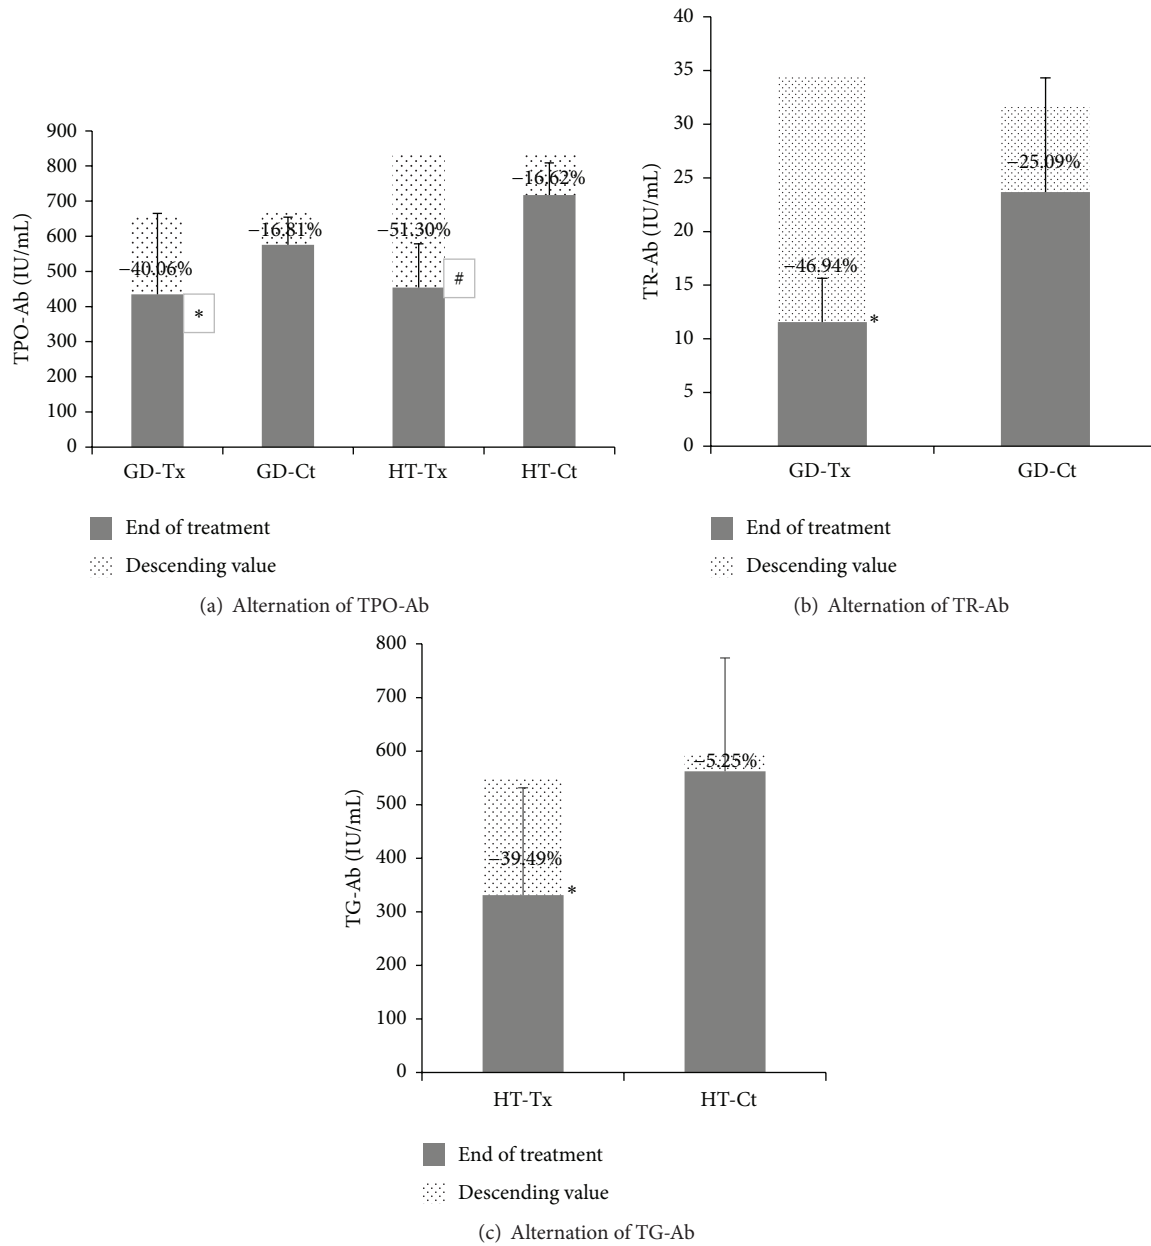 900
800
700
600
500
400
300
200
100
0
TPO-Ab (IU/mL)
−40.06%
−16.81%
−51.30%
−16.62%
*
#
GD-Tx GD-Ct HT-Tx HT-Ct
End of treatment
Descending value
(a) Alternation of TPO-Ab
40
35
30
25
20
15
10
5
0
TR-Ab (IU/mL)
−46.94%
−25.09%
*
GD-Tx GD-Ct
End of treatment
Descending value
(b) Alternation of TR-Ab
800
700
600
500
400
300
200
100
0
TG-Ab (IU/mL)
−39.49%
−5.25%
*
HT-Tx HT-Ct
End of treatment
Descending value
(c) Alternation of TG-Ab